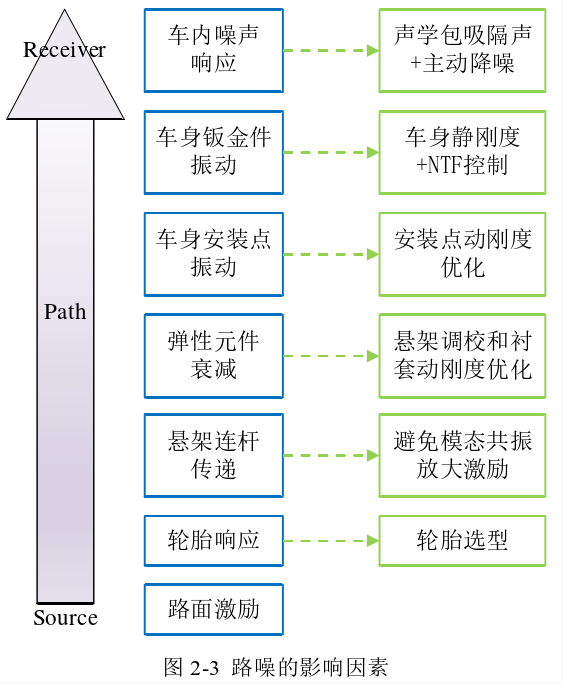 Receiver
车内噪声
响应
声学包吸隔声
+主动降噪
车身钣金件
振动
车身静刚度
+NTF控制
车身安装点
振动
安装点动刚度
优化
Path
弹性元件
衰减
悬架调校和衬
套动刚度优化
悬架连杆
传递
避免模态共振
放大激励
轮胎响应
轮胎选型
路面激励
Source
图 2-3 路噪的影响因素